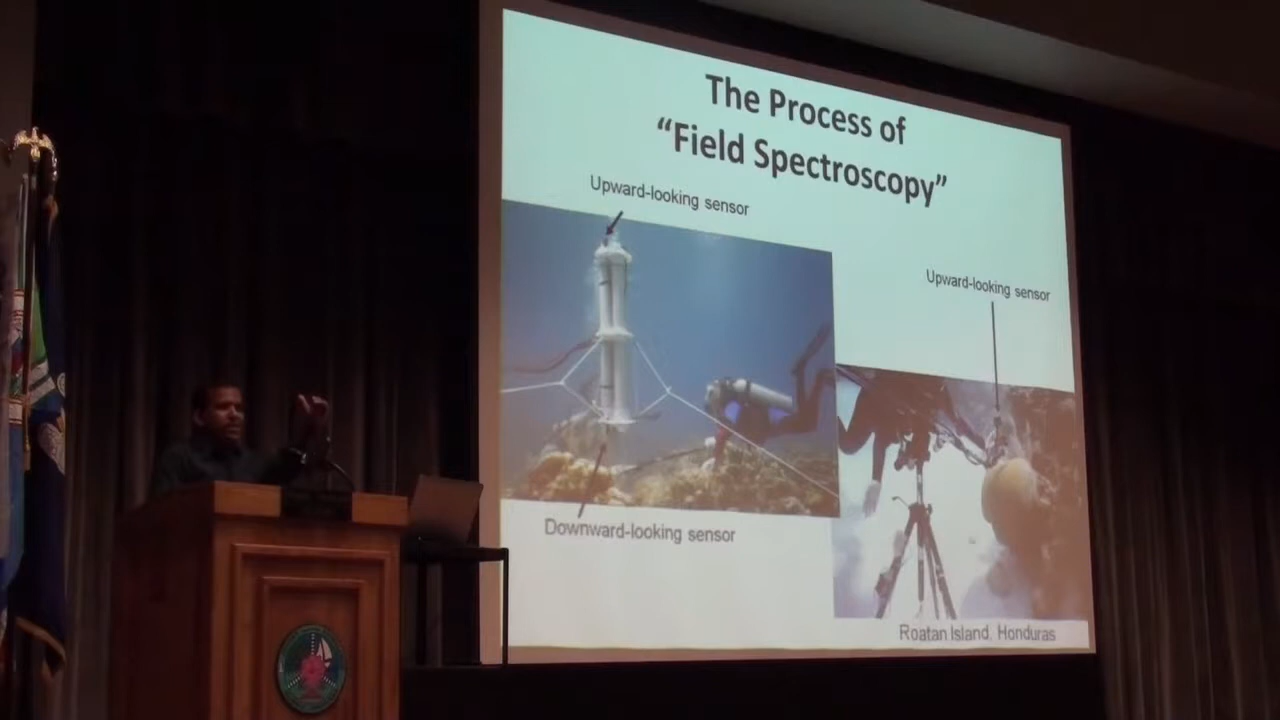 The Process of
“Field Spectroscopy”
Upward-looking sensor
Upward-looking sensor
Downward-looking sensor
Roatan Island, Honduras